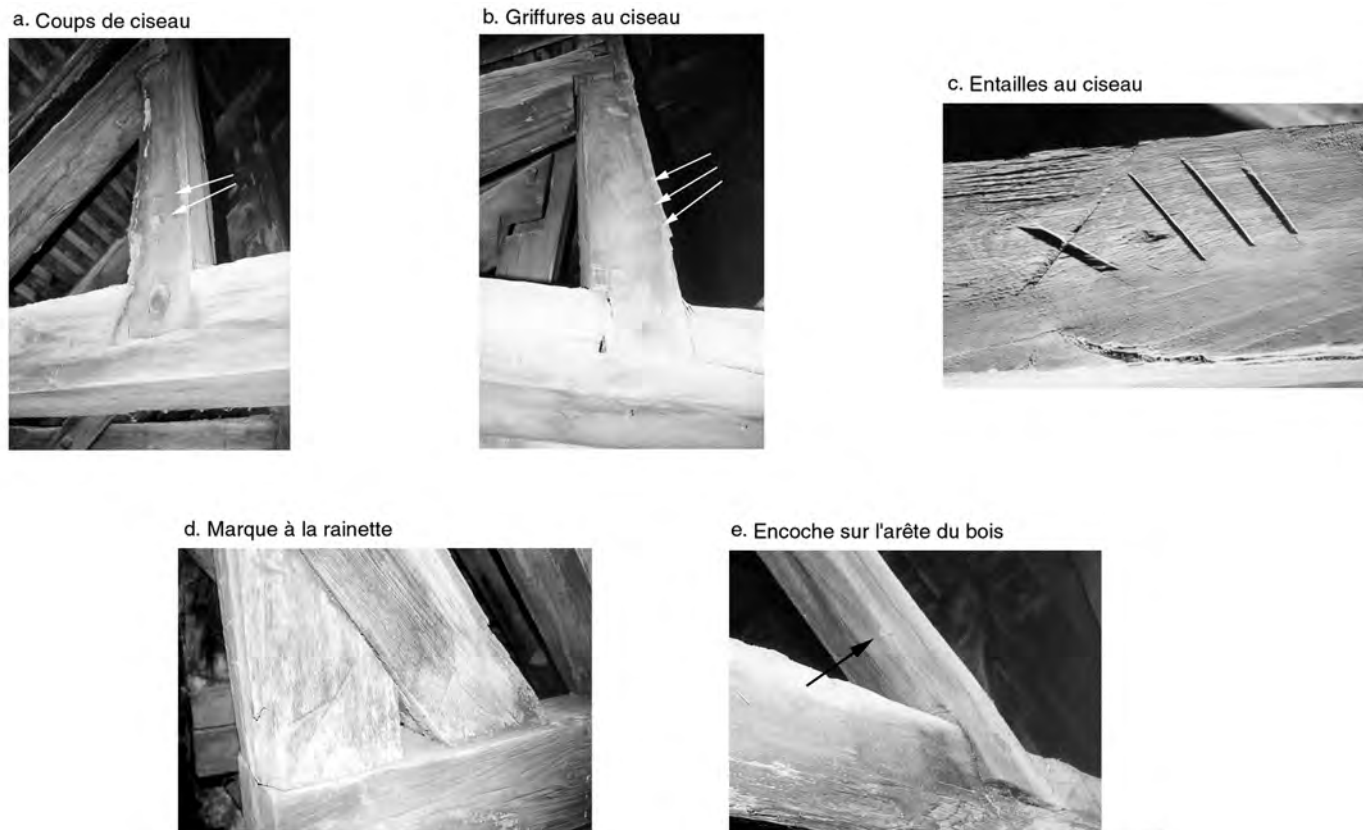 a. Coups de ciseau
b. Griffures au ciseau
c. Entailles au ciseau
d. Marque à la rainette
e. Encoche sur l'arête du bois